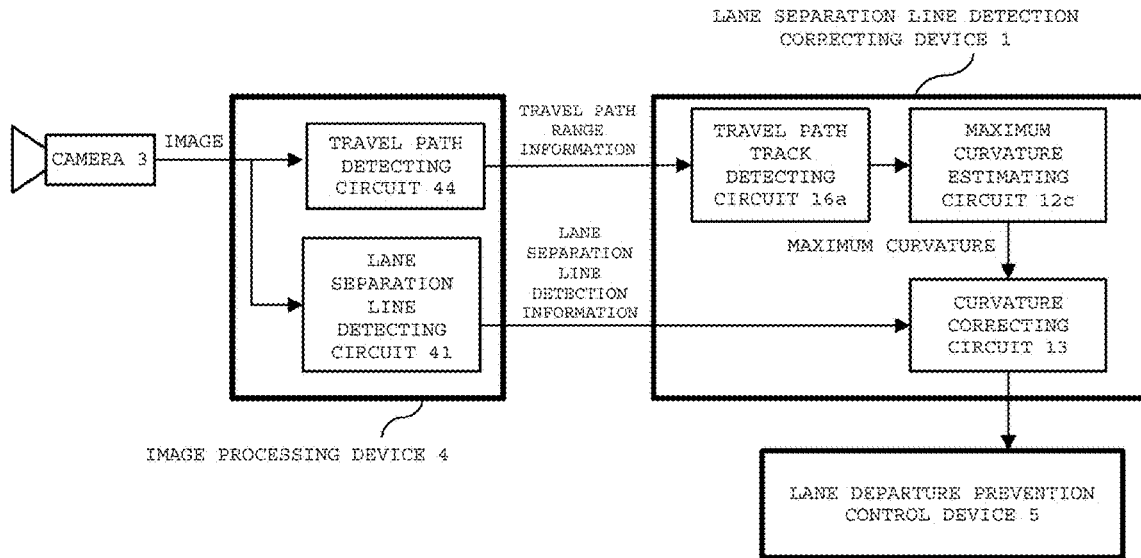 LANE SEPARATION LINE DETECTION
CORRECTING DEVICE 1
CAMERA 3
IMAGE
TRAVEL PATH
DETECTING
CIRCUIT 44
LANE
SEPARATION
LINE
DETECTING
CIRCUIT 41
IMAGE PROCESSING DEVICE 4
TRAVEL PATH
RANGE
INFORMATION
LANE
SEPARATION
LINE
DETECTION
INFORMATION
TRAVEL PATH
TRACK
DETECTING
CIRCUIT 16a
MAXIMUM
CURVATURE
ESTIMATING
CIRCUIT 12c
MAXIMUM CURVATURE
CURVATURE
CORRECTING
CIRCUIT 13
LANE DEPARTURE PREVENTION
CONTROL DEVICE 5